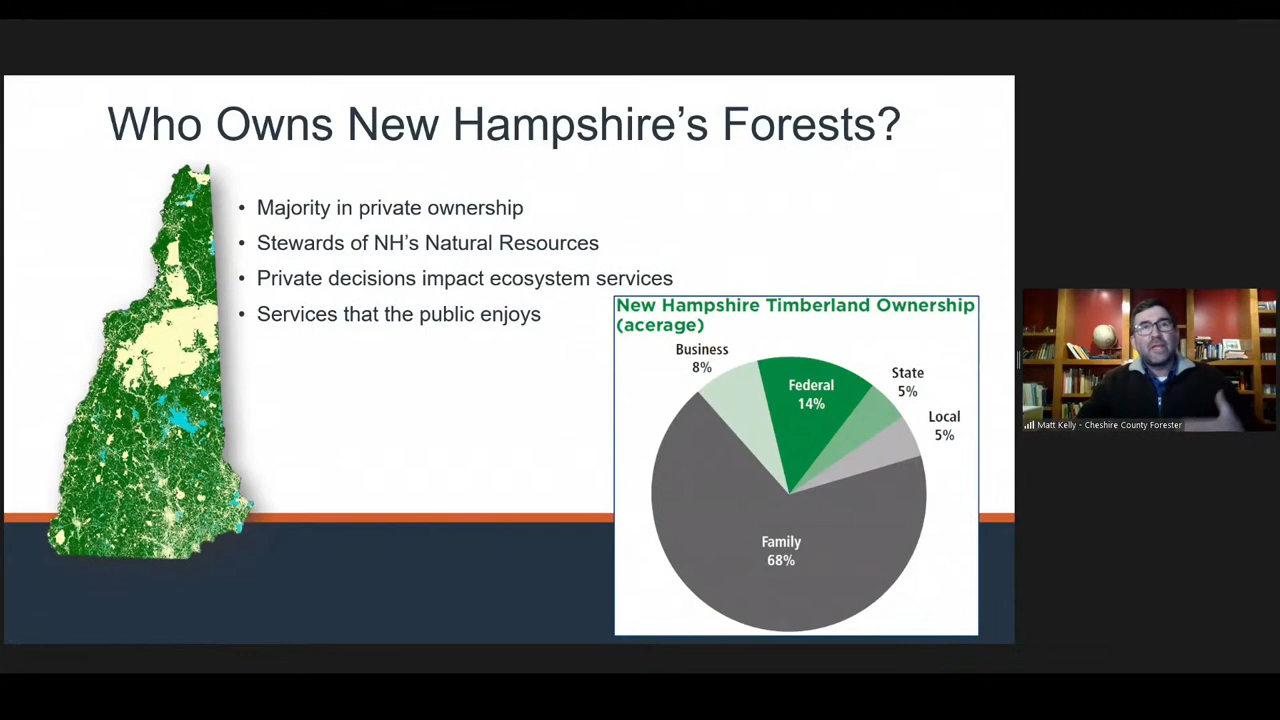 Who Owns New Hampshire's Forests?
• Majority in private ownership
• Stewards of NH's Natural Resources
• Private decisions impact ecosystem services
• Services that the public enjoys
New Hampshire Timberland Ownership
(acerage)
Business
8%
Federal
14%
State
5%
Local
5%
Family
68%
Matt Kelly - Cheshire County Forester